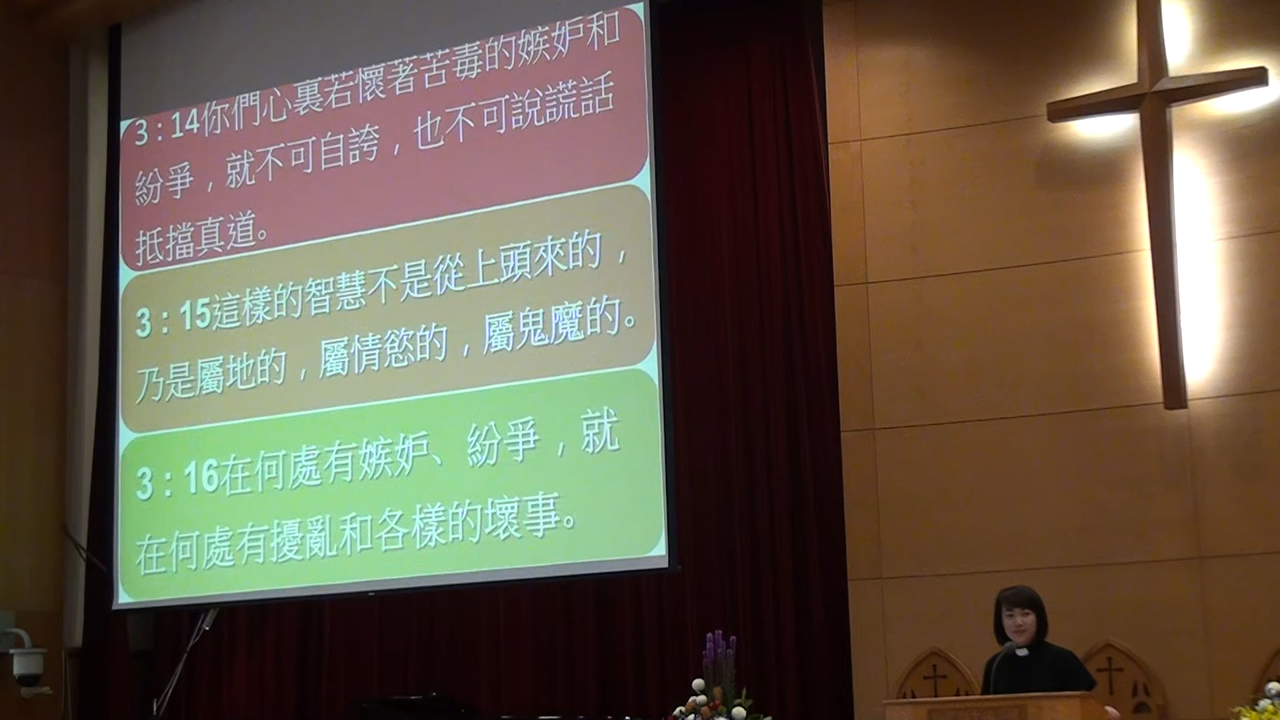 3：14你們心裏若懷著苦毒的嫉妒和
紛爭，就不可自誇，也不可說謊話
抵擋真道。
3：15這樣的智慧不是從上頭來的，
乃是屬地的，屬情慾的，屬鬼魔的。
3：16在何處有嫉妒、紛爭，就
在何處有擾亂和各樣的壞事。